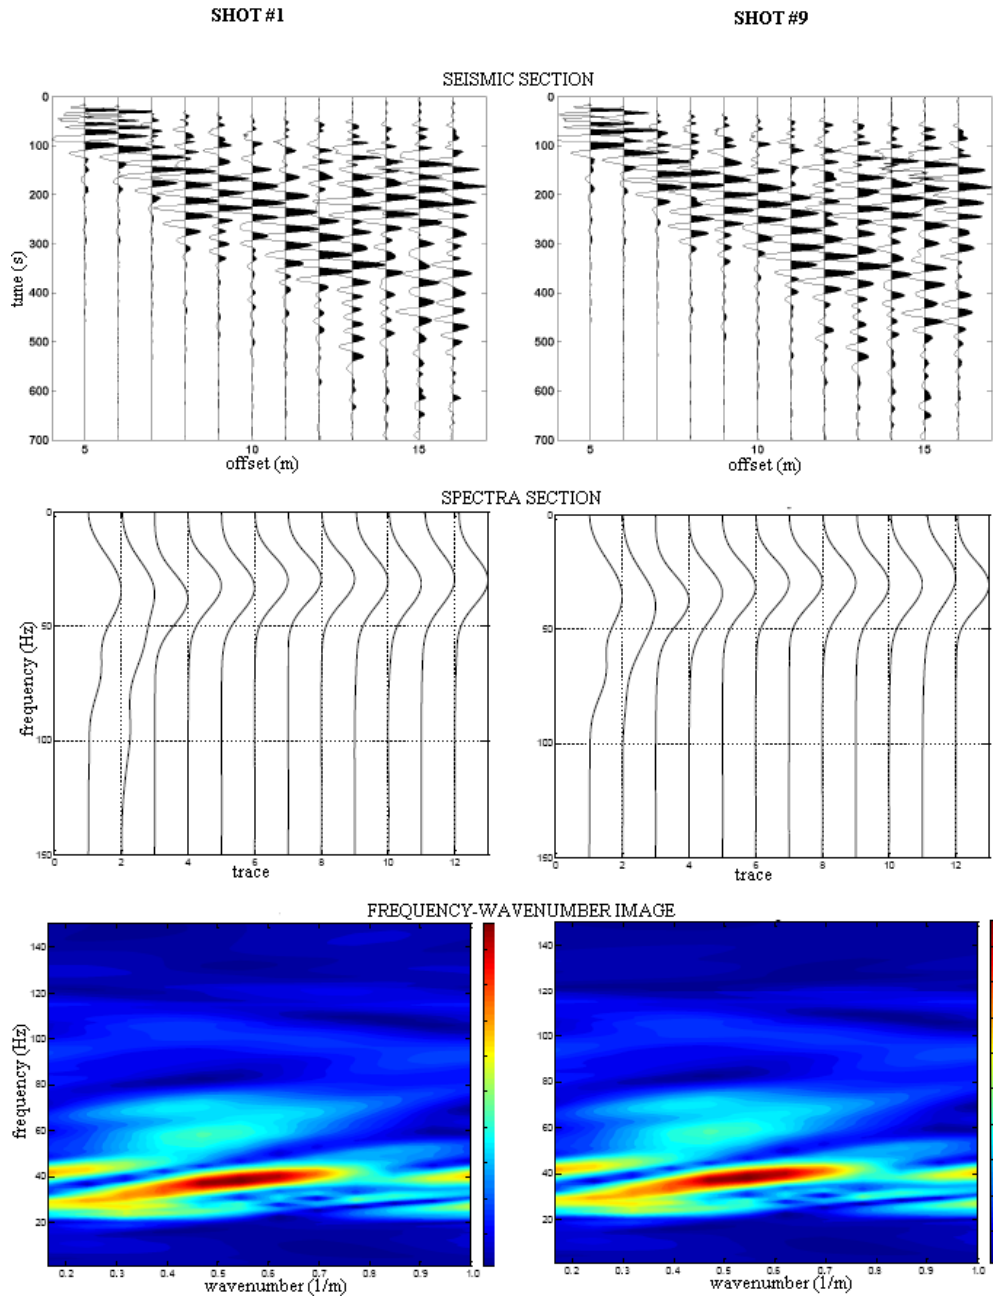 SHOT #1 SHOT #9
SEISMIC SECTION
0 0
100 100
200 200
300 300
time (s)
400 400
500 500
600 600
700 700
5 10 15 5 10 15
offset (m) offset (m)
SPECTRA SECTION
0 0
50 50
frequency (Hz)
100 100
150 150
0 2 4 6 8 10 12 0 2 4 6 8 10 12
trace trace
FREQUENCY-WAVENUMBER IMAGE
140 140
120 120
100 100
frequency (Hz)
80 80
60 60
40 40
20 20
0.2 0.3 0.4 0.5 0.6 0.7 0.8 0.9 1.0 0.2 0.3 0.4 0.5 0.6 0.7 0.8 0.9 1.0
wavenumber (1/m) wavenumber (1/m)